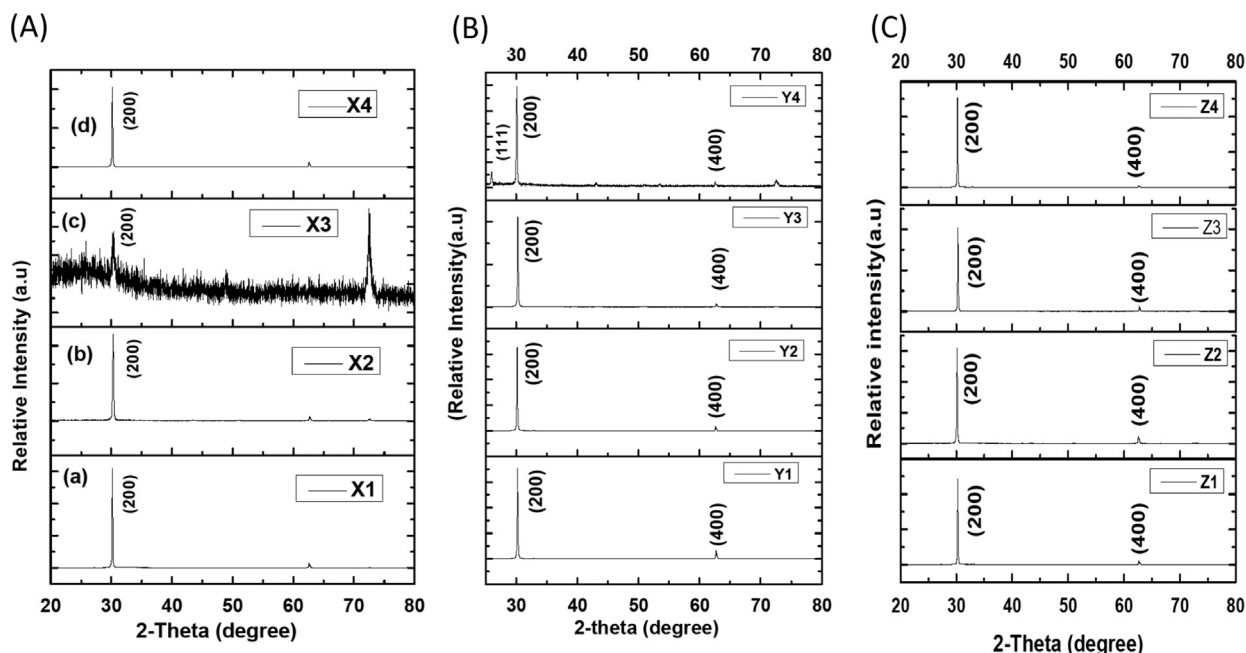 (A)
(B)
(C)
Relative Intensity (a.u)
(d)
(200)
X4
(c)
(200)
X3
(b)
(200)
X2
(a)
(200)
X1
20 30 40 50 60 70 80
2-Theta (degree)
30 40 50 60 70 80
(Relative Intensity(a.u)
(111)
(200)
(400)
Y4
(200)
(400)
Y3
(200)
(400)
Y2
(200)
(400)
Y1
30 40 50 60 70 80
2-theta (degree)
20 30 40 50 60 70 80
Relative intensity(a.u)
(200)
(400)
Z4
(200)
(400)
Z3
(200)
(400)
Z2
(200)
(400)
Z1
20 30 40 50 60 70 80
2-Theta (degree)